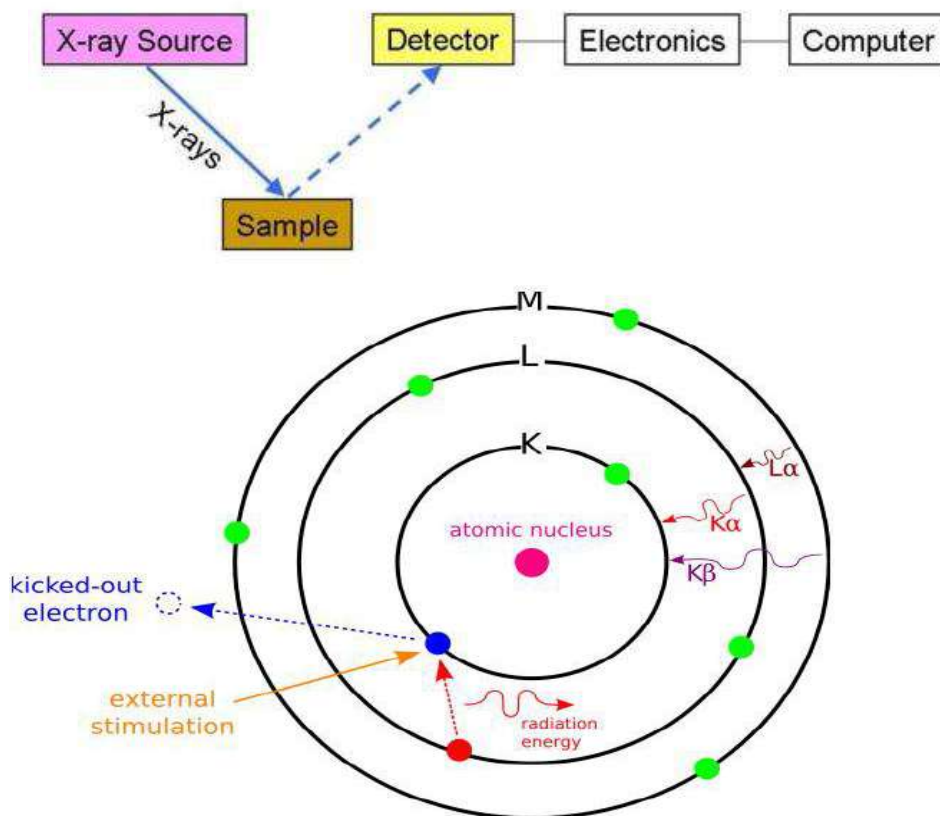 X-ray Source
Detector
Electronics
Computer
X-rays
Sample
M
L
K
Lα
Kα
atomic nucleus
Kβ
kicked-out
electron
external
stimulation
radiation
energy